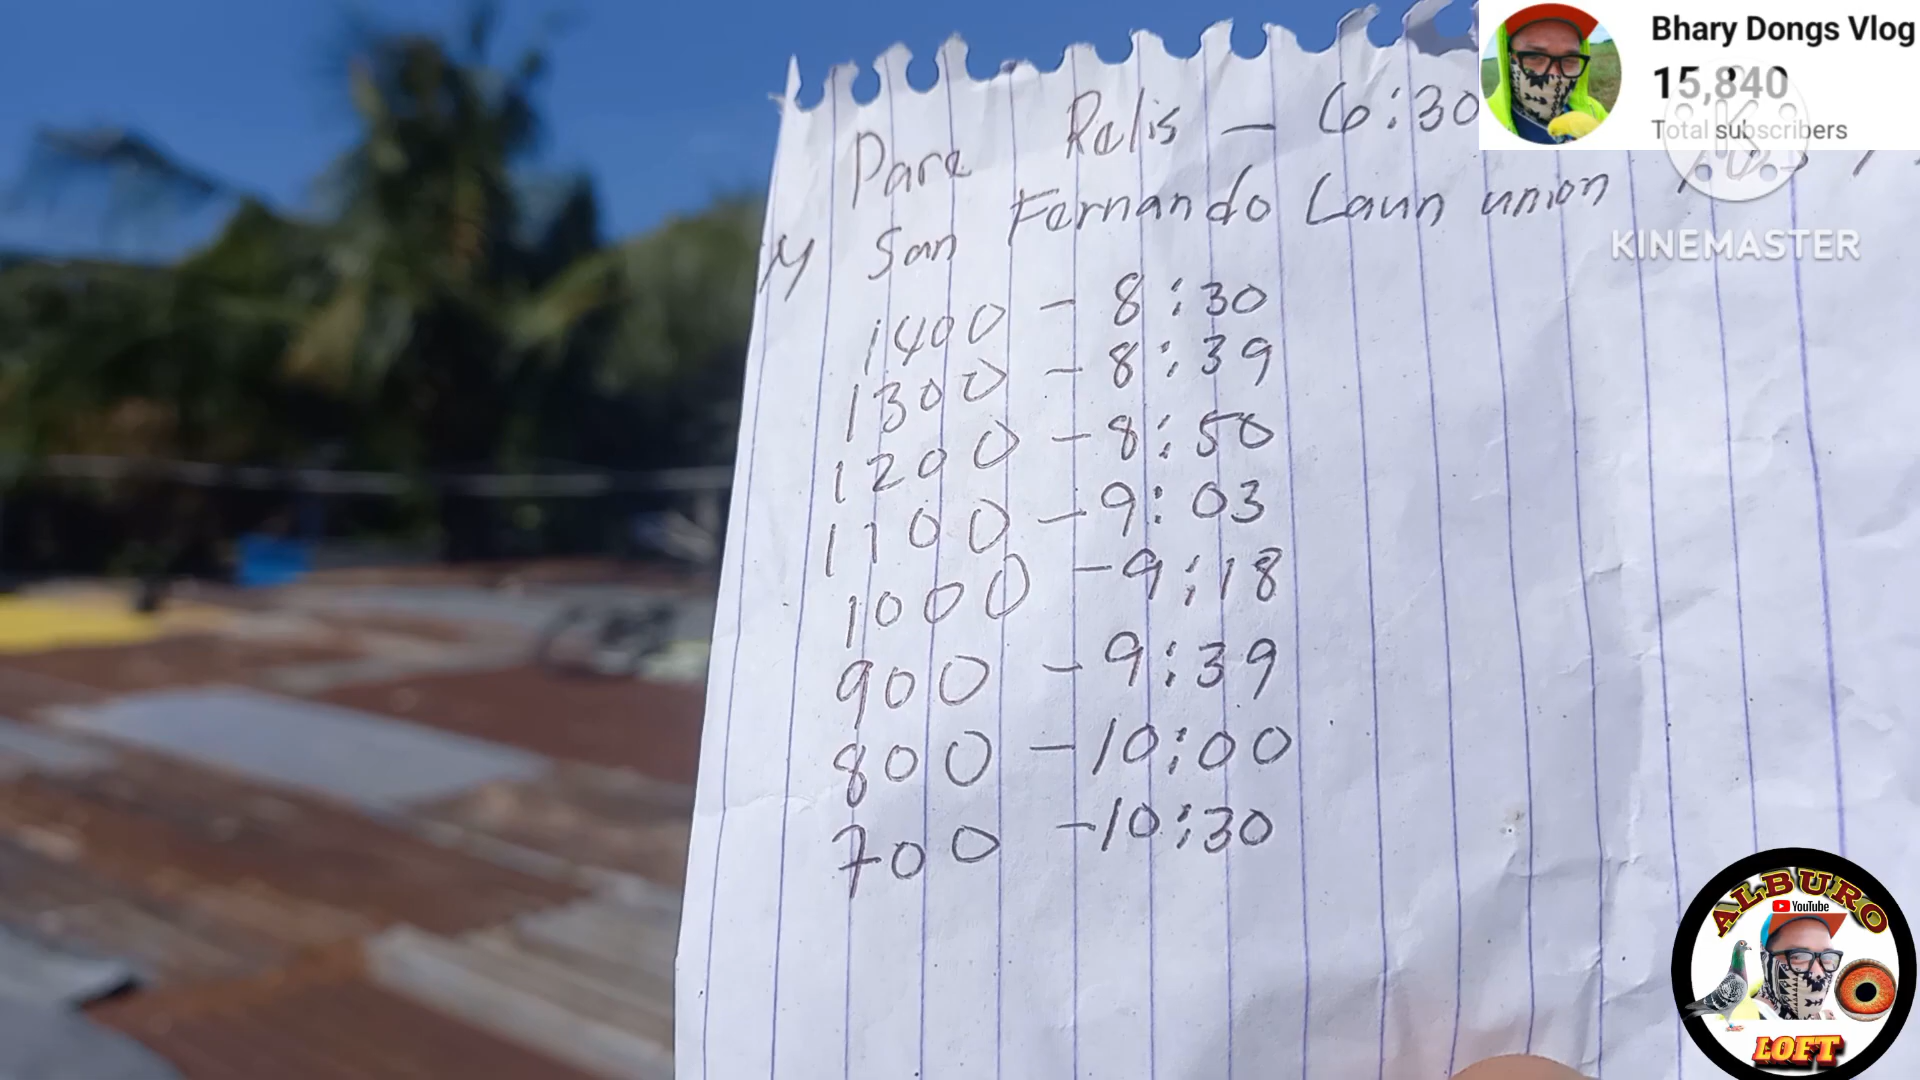 Bhary Dongs Vlog
15,840
Total subscribers
KINEMASTER
Pare Relis - 6:30
San Fernando Laun union
1400 - 8:30
1300 - 8:39
1200 - 8:50
1100 - 9:03
1000 - 9:18
900 - 9:39
800 - 10:00
700 - 10:30
ALBURO
YouTube
LOFT